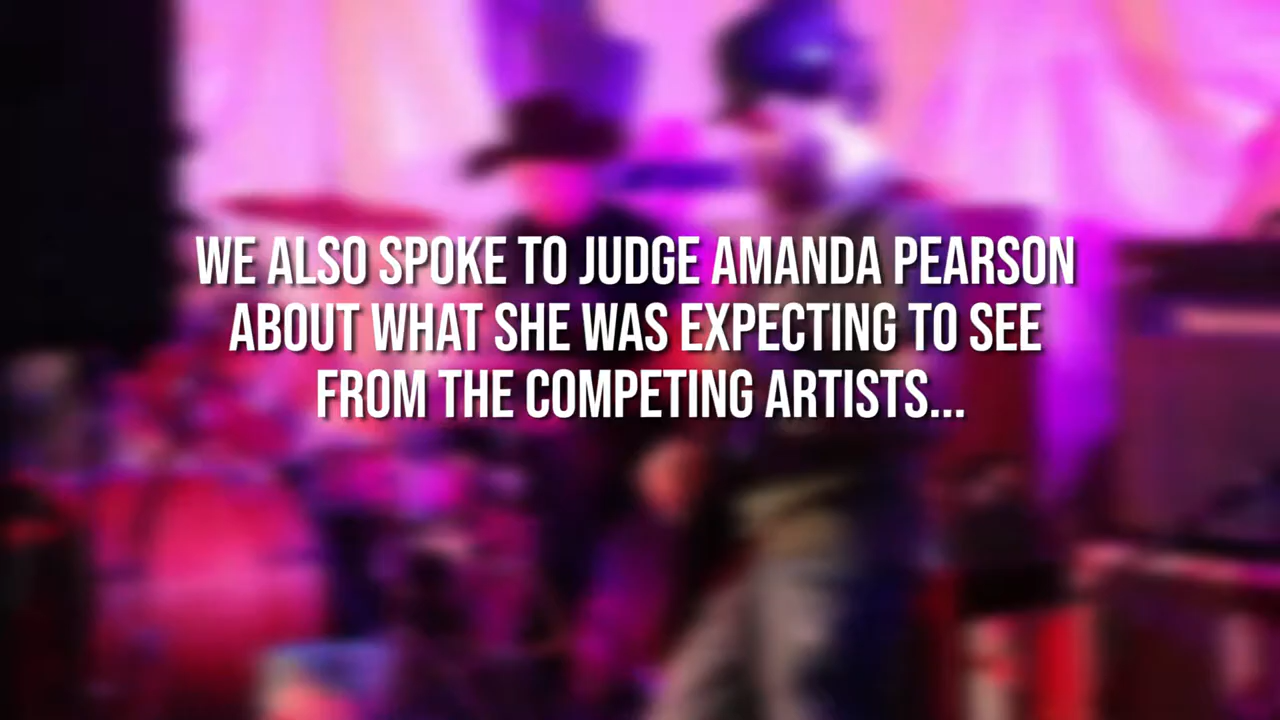 WE ALSO SPOKE TO JUDGE AMANDA PEARSON
ABOUT WHAT SHE WAS EXPECTING TO SEE
FROM THE COMPETING ARTISTS...